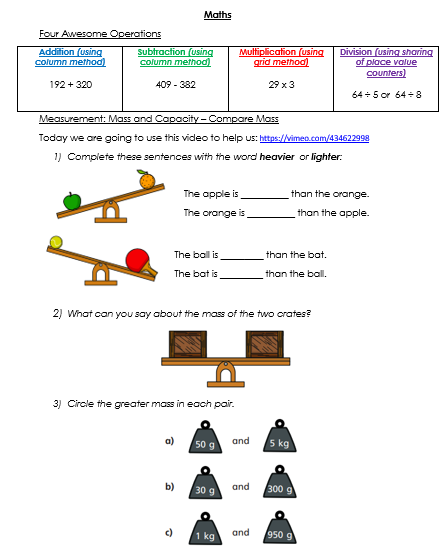 Maths
Four Awesome Operations
Addition (using column method)
192 + 320
Subtraction (using column method)
409 - 382
Multiplication (using grid method)
29 x 3
Division (using sharing of place value counters)
64 ÷ 5 or 64 ÷ 8
Measurement: Mass and Capacity – Compare Mass
Today we are going to use this video to help us: https://vimeo.com/434622998
1) Complete these sentences with the word heavier or lighter:
The apple is __________ than the orange.
The orange is __________ than the apple.
The ball is _________ than the bat.
The bat is _________ than the ball.
2) What can you say about the mass of the two crates?
3) Circle the greater mass in each pair.
a) 50 g and 5 kg
b) 30 g and 300 g
c) 1 kg and 950 g